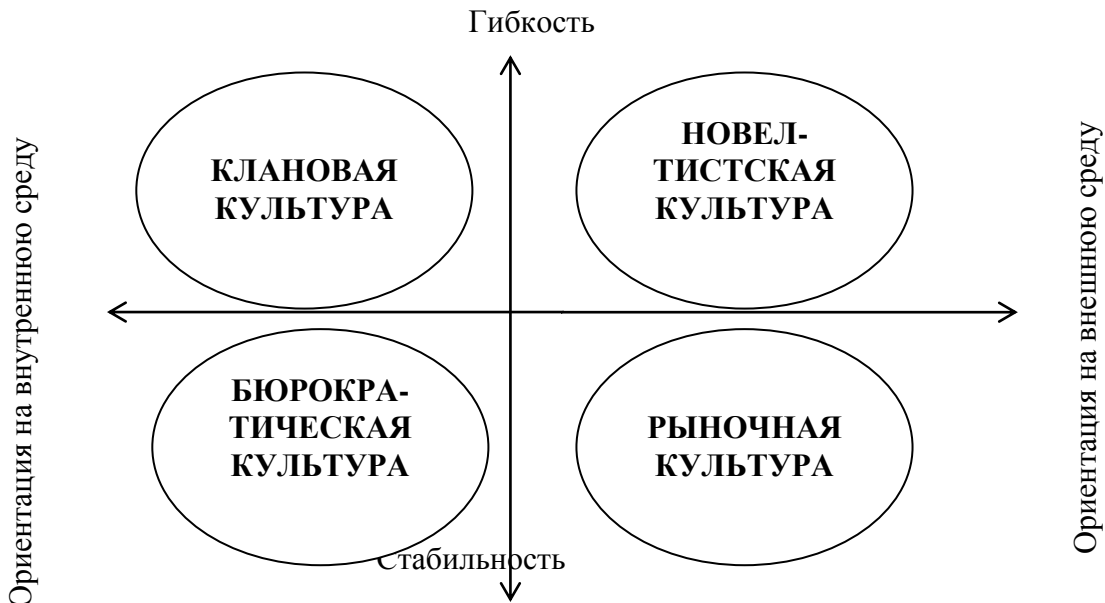 Гибкость
Ориентация на внутреннюю среду
КЛАНОВАЯ
КУЛЬТУРА
НОВЕЛ-
ТИСТСКАЯ
КУЛЬТУРА
Ориентация на внешнюю среду
БЮРОКРА-
ТИЧЕСКАЯ
КУЛЬТУРА
РЫНОЧНАЯ
КУЛЬТУРА
Стабильность